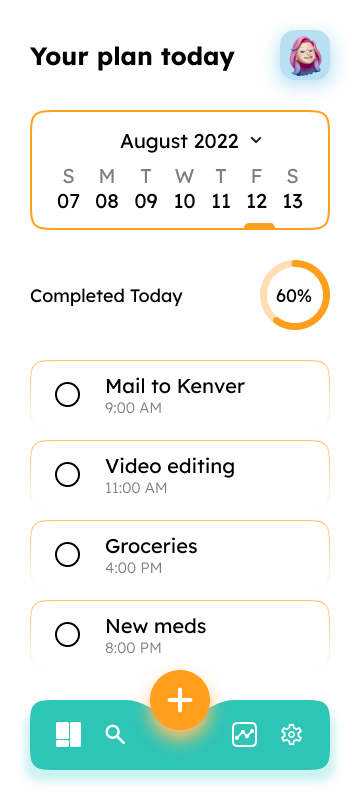 Your plan today
August 2022
S M T W T F S
07 08 09 10 11 12 13
Completed Today
60%
Mail to Kenver
9:00 AM
Video editing
11:00 AM
Groceries
4:00 PM
New meds
8:00 PM